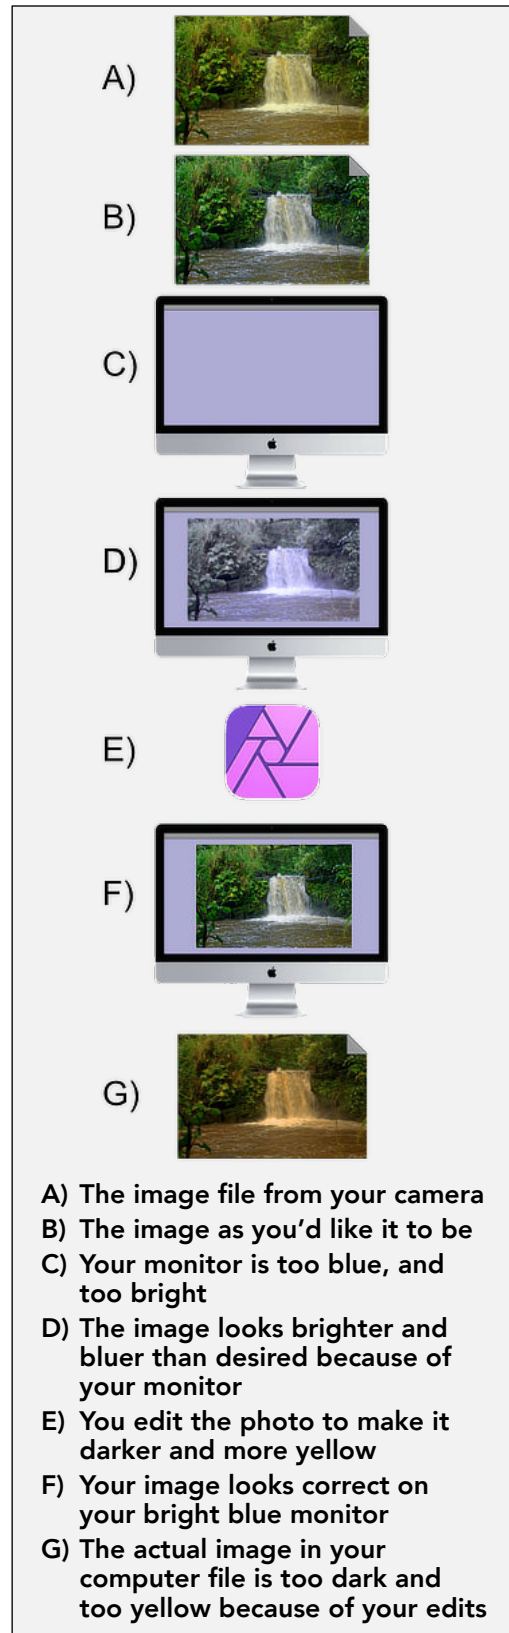 A)
B)
C)
D)
E)
F)
G)
A) The image file from your camera
B) The image as you’d like it to be
C) Your monitor is too blue, and
too bright
D) The image looks brighter and
bluer than desired because of
your monitor
E) You edit the photo to make it
darker and more yellow
F) Your image looks correct on
your bright blue monitor
G) The actual image in your
computer file is too dark and
too yellow because of your edits